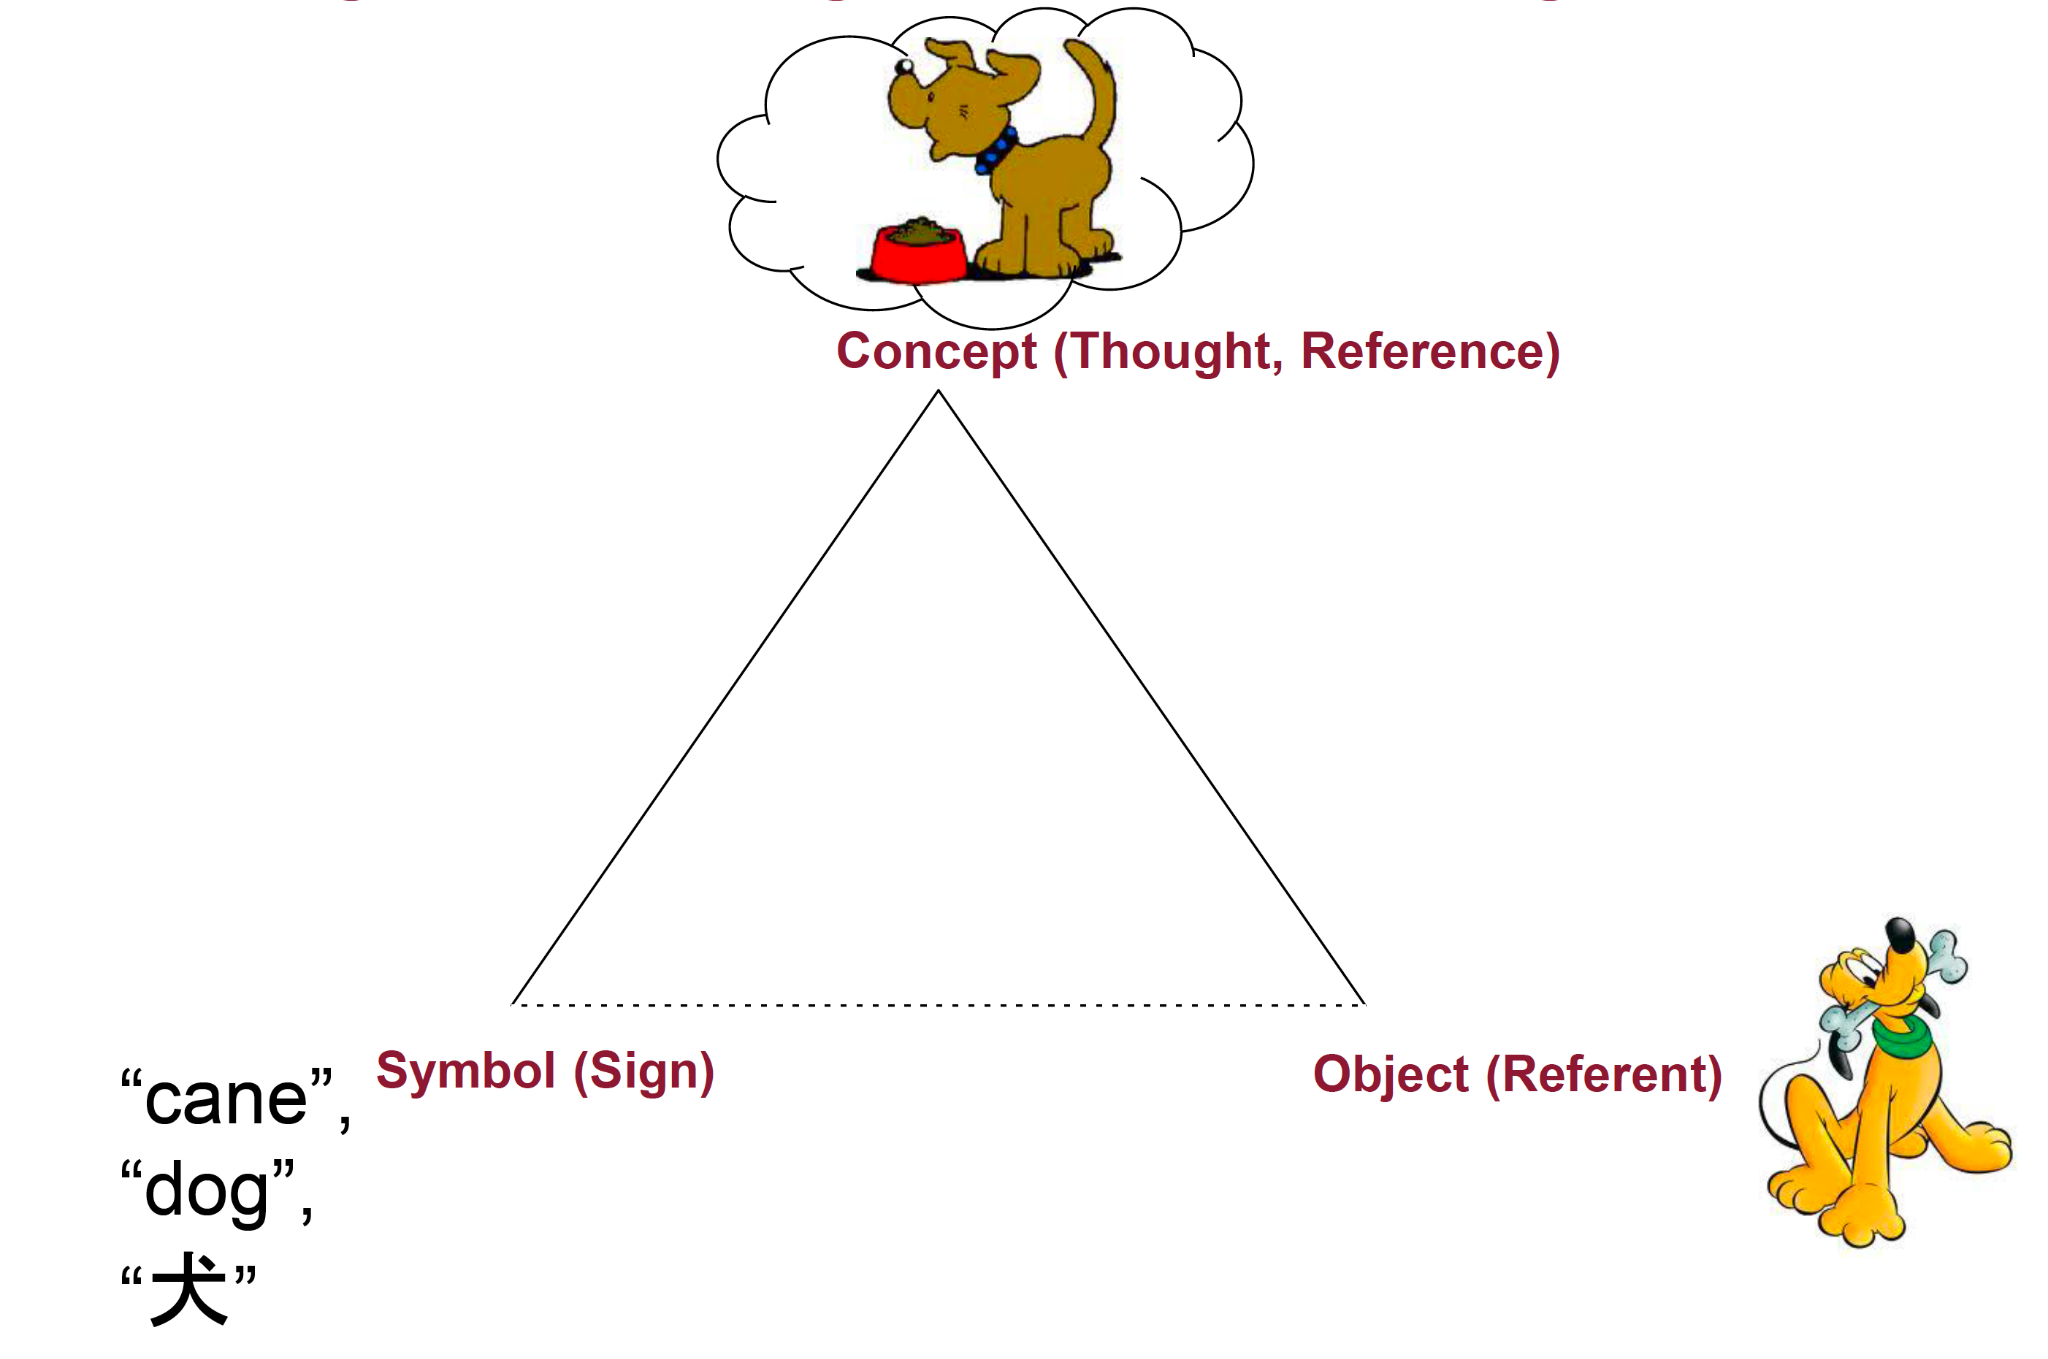 Concept (Thought, Reference)
Symbol (Sign)
“cane”,
“dog”,
“犬”
Object (Referent)